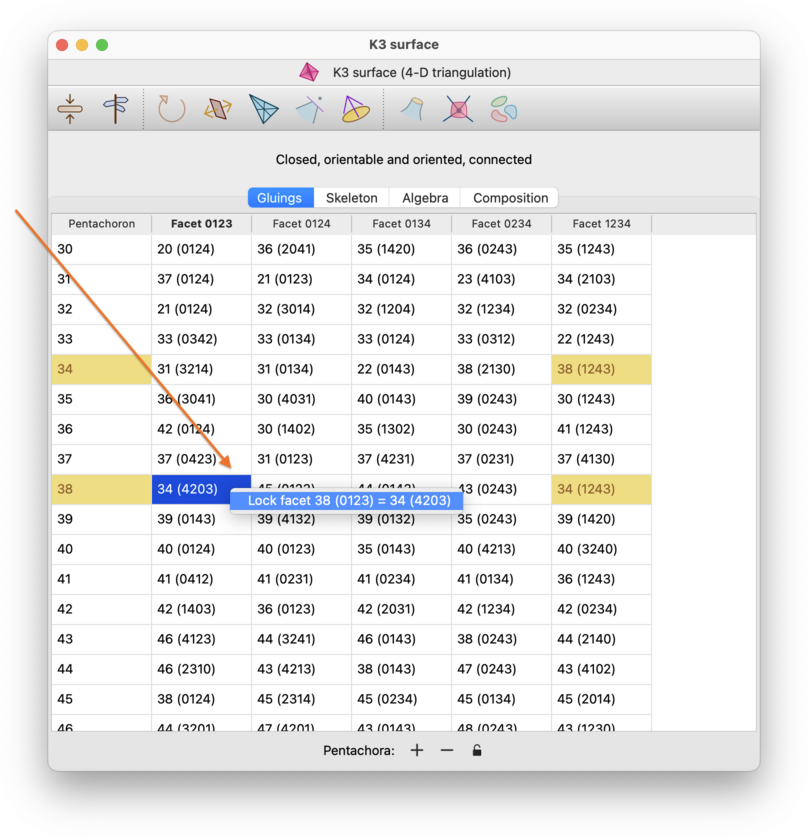 K3 surface
K3 surface (4-D triangulation)
Closed, orientable and oriented, connected
Gluings Skeleton Algebra Composition
Pentachoron Facet 0123 Facet 0124 Facet 0134 Facet 0234 Facet 1234
30 20 (0124) 36 (2041) 35 (1420) 36 (0243) 35 (1243)
31 37 (0124) 21 (0123) 34 (0124) 23 (4103) 34 (2103)
32 21 (0124) 32 (3014) 32 (1204) 32 (1234) 32 (0234)
33 33 (0342) 33 (0134) 33 (0124) 33 (0312) 22 (1243)
34 31 (3214) 31 (0134) 22 (0143) 38 (2130) 38 (1243)
35 36 (3041) 30 (4031) 40 (0143) 39 (0243) 30 (1243)
36 42 (0124) 30 (1402) 35 (1302) 30 (0243) 41 (1243)
37 37 (0423) 31 (0123) 37 (4231) 37 (0231) 37 (4130)
38 34 (4203) 43 (0243) 34 (1243)
Lock facet 38 (0123) = 34 (4203)
39 39 (0143) 39 (4132) 39 (0132) 35 (0243) 39 (1420)
40 40 (0124) 40 (0123) 35 (0143) 40 (4213) 40 (3240)
41 41 (0412) 41 (0231) 41 (0234) 41 (0134) 36 (1243)
42 42 (1403) 36 (0123) 42 (2031) 42 (1234) 42 (0234)
43 46 (4123) 44 (3241) 46 (0143) 38 (0243) 44 (2140)
44 46 (2310) 43 (4213) 38 (0143) 47 (0243) 43 (4102)
45 38 (0124) 45 (2314) 45 (0234) 45 (0134) 45 (2014)
46 44 (3201) 47 (4201) 43 (0143) 48 (0243) 43 (1230)
Pentachora: